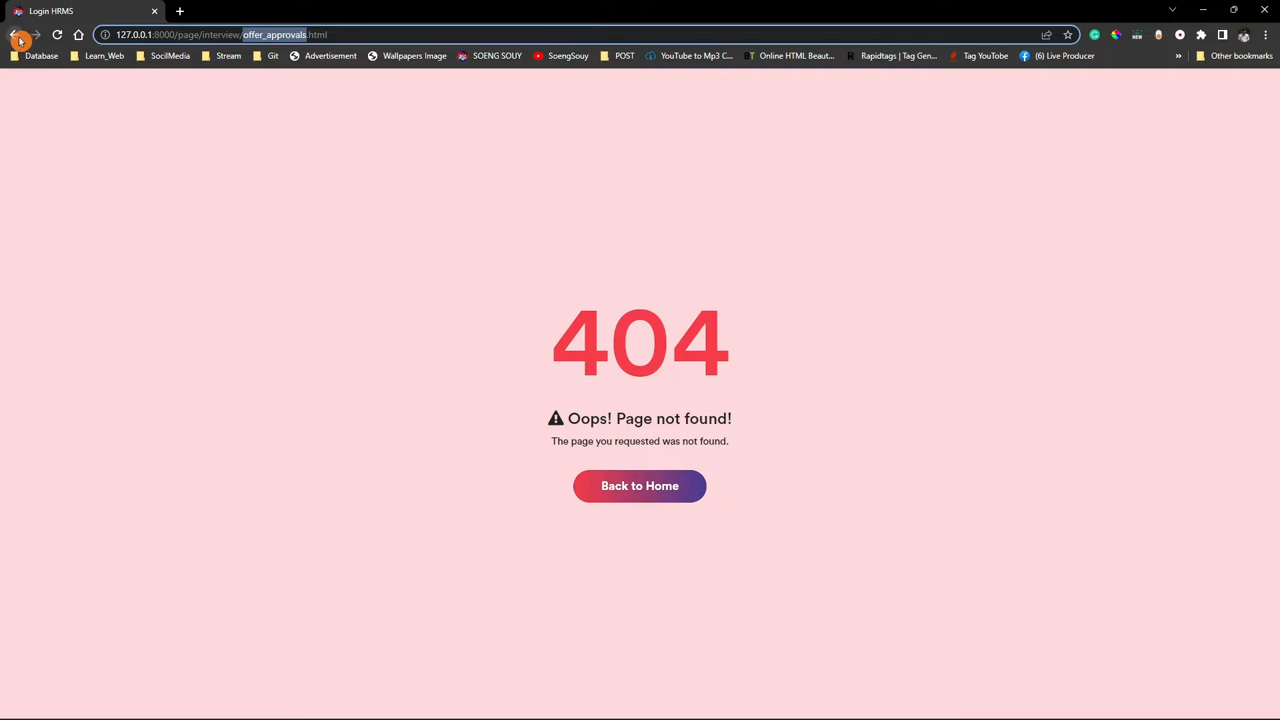 Login HRMS
127.0.0.1:8000/page/interview/offer_approvals.html
Database Learn_Web SocilMedia Stream Git Advertisement Wallpapers Image SOENG SOUY SoengSouy POST YouTube to Mp3 C... Online HTML Beaut... Rapidtags | Tag Gen... Tag YouTube (6) Live Producer » Other bookmarks
404
Oops! Page not found!
The page you requested was not found.
Back to Home